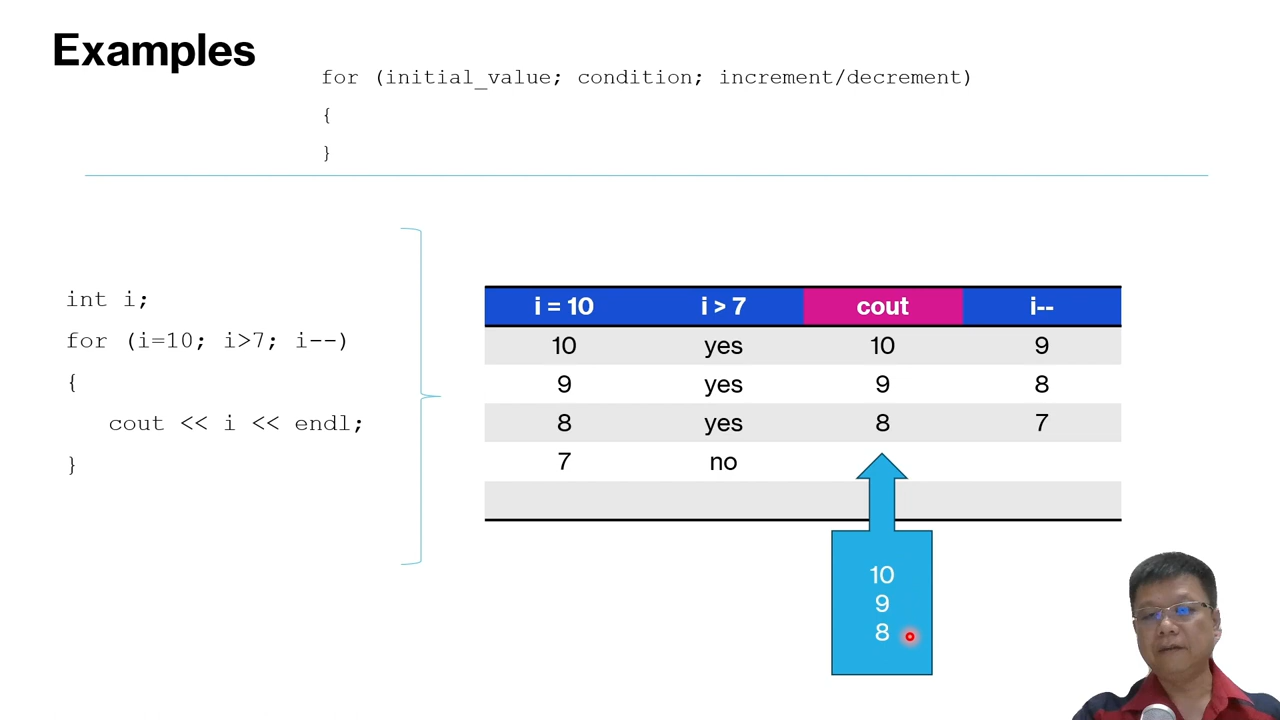 Examples
for (initial_value; condition; increment/decrement)
{
}
int i;
for (i=10; i>7; i--)
{
cout << i << endl;
}
i = 10 i > 7 cout i--
10 yes 10 9
9 yes 9 8
8 yes 8 7
7 no
10
9
8